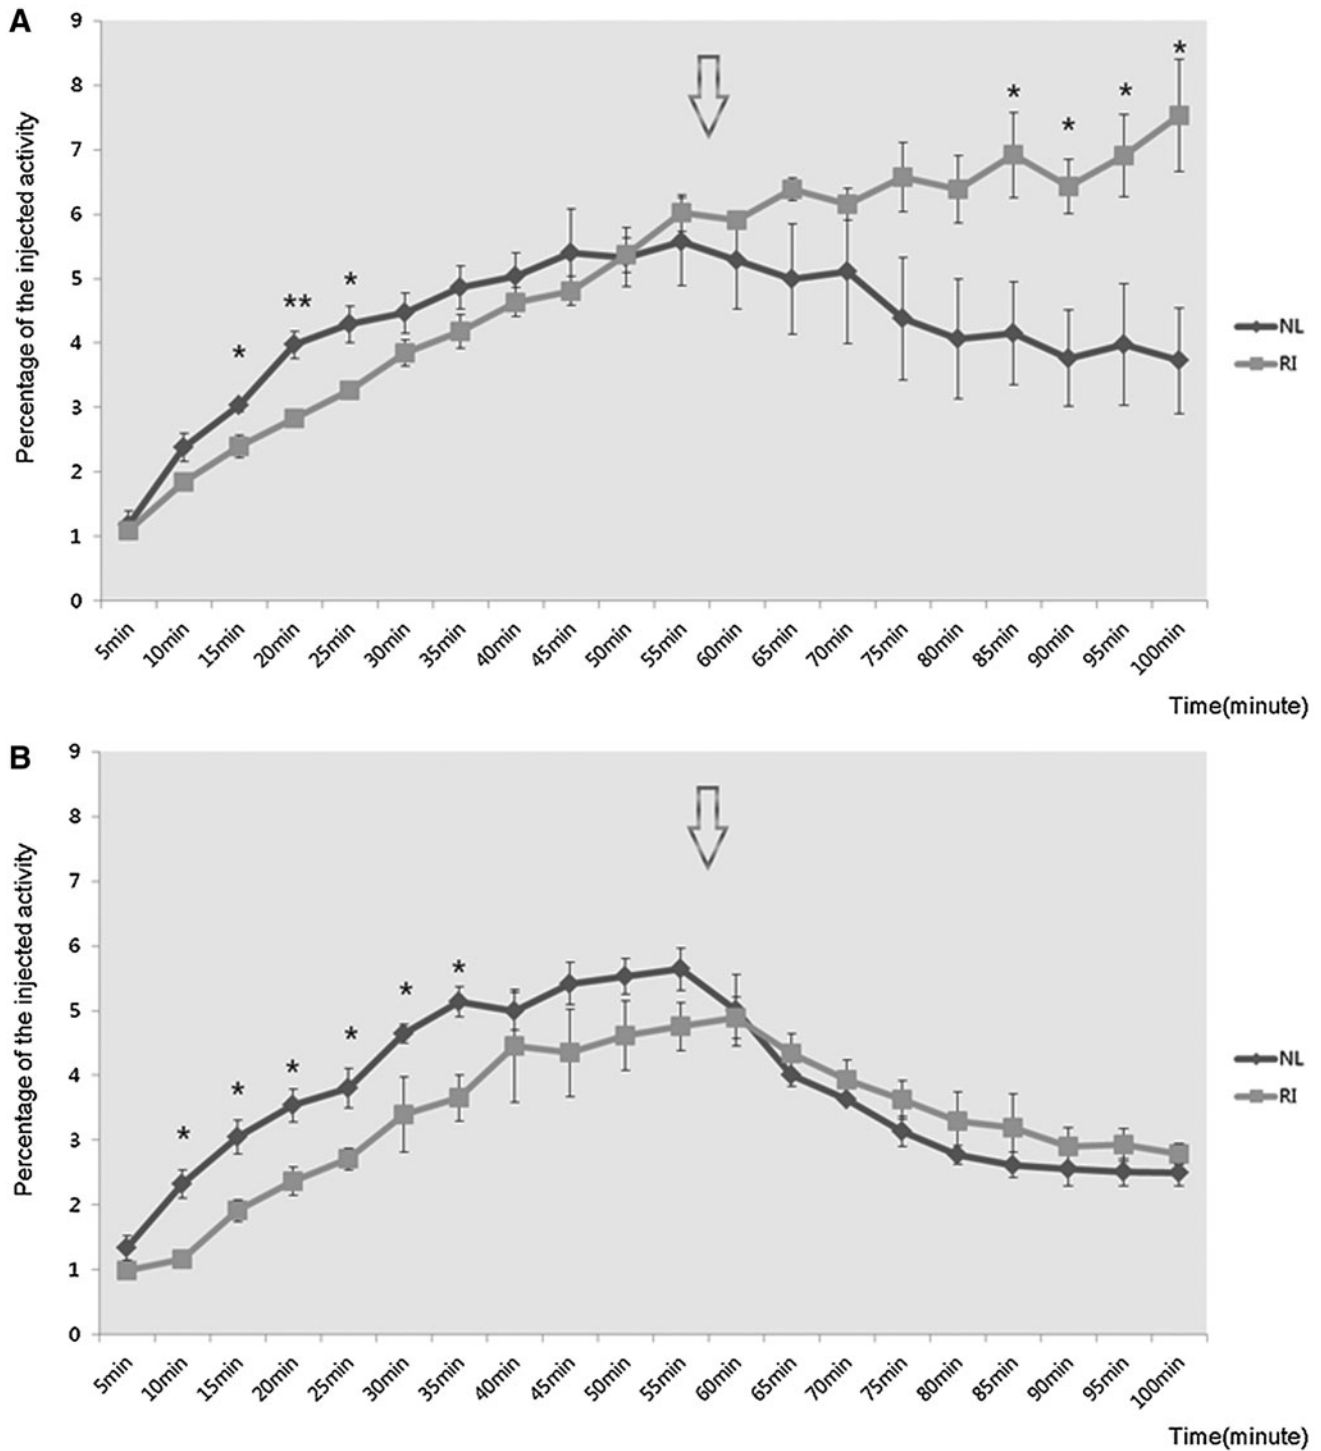 A
Percentage of the injected activity
9
8
7
6
5
4
3
2
1
0
*
**
*
*
*
*
*
NL
RI
5min
10min
15min
20min
25min
30min
35min
40min
45min
50min
55min
60min
65min
70min
75min
80min
85min
90min
95min
100min
Time(minute)
B
Percentage of the injected activity
9
8
7
6
5
4
3
2
1
0
*
*
*
*
*
*
NL
RI
5min
10min
15min
20min
25min
30min
35min
40min
45min
50min
55min
60min
65min
70min
75min
80min
85min
90min
95min
100min
Time(minute)